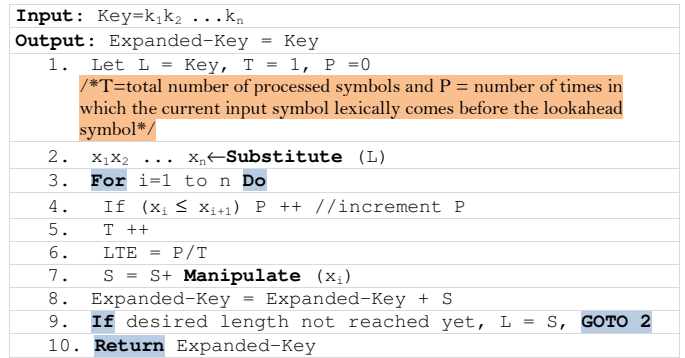 Input: Key=k₁k₂ ...kₙ
Output: Expanded-Key = Key
1. Let L = Key, T = 1, P =0
/*T=total number of processed symbols and P = number of times in
which the current input symbol lexically comes before the lookahead
symbol*/
2. x₁x₂ ... xₙ←Substitute (L)
3. For i=1 to n Do
4. If (xᵢ ≤ xᵢ₊₁) P ++ //increment P
5. T ++
6. LTE = P/T
7. S = S+ Manipulate (xᵢ)
8. Expanded-Key = Expanded-Key + S
9. If desired length not reached yet, L = S, GOTO 2
10. Return Expanded-Key